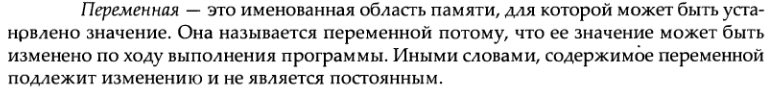 Переменная — это именованная область памяти, для которой может быть уста-
новлено значение. Она называется переменной потому, что ее значение может быть
изменено по ходу выполнения программы. Иными словами, содержимое переменной
подлежит изменению и не является постоянным.